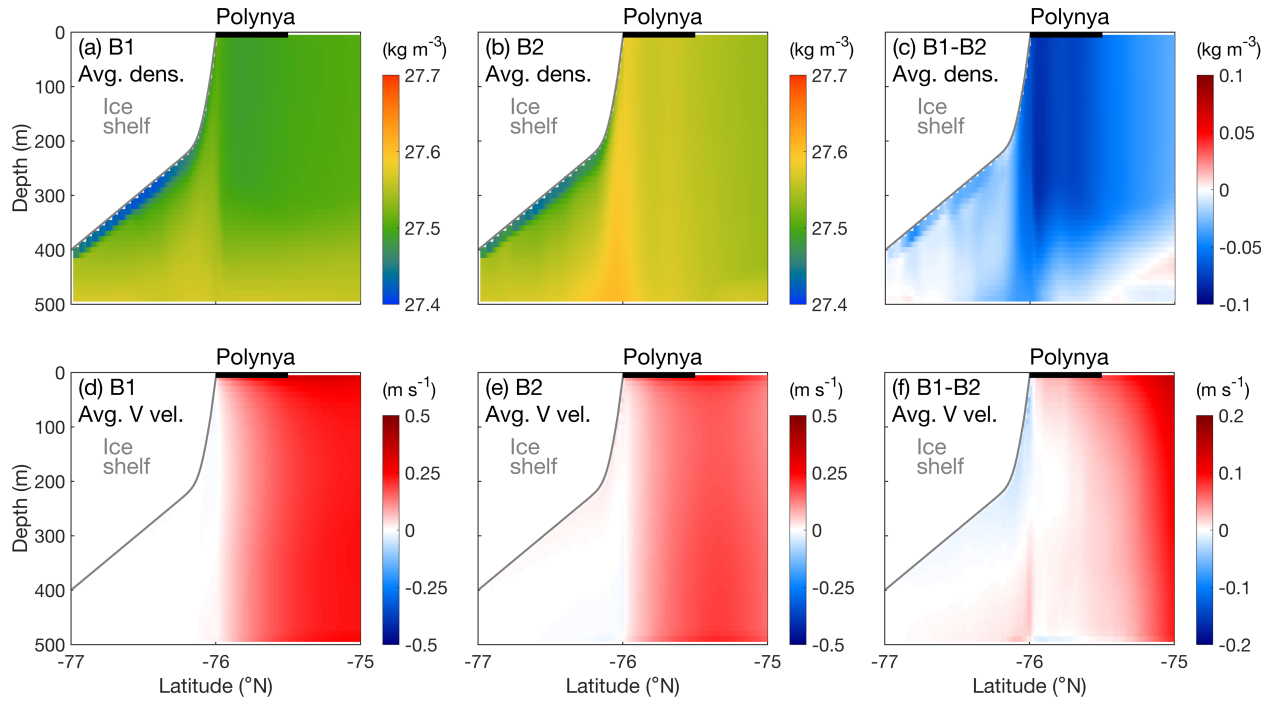 Polynya
Polynya
Polynya
(a) B1
Avg. dens.
Ice
shelf
(kg m-3)
(b) B2
Avg. dens.
Ice
shelf
(kg m-3)
(c) B1-B2
Avg. dens.
Ice
shelf
(kg m-3)
0
100
200
300
400
500
Depth (m)
27.7
27.6
27.5
27.4
27.7
27.6
27.5
27.4
0.1
0.05
0
-0.05
-0.1
Polynya
Polynya
Polynya
(d) B1
Avg. V vel.
Ice
shelf
(m s-1)
(e) B2
Avg. V vel.
Ice
shelf
(m s-1)
(f) B1-B2
Avg. V vel.
Ice
shelf
(m s-1)
0
100
200
300
400
500
Depth (m)
0.5
0.25
0
-0.25
-0.5
0.5
0.25
0
-0.25
-0.5
0.2
0.1
0
-0.1
-0.2
-77
-76
-75
-77
-76
-75
-77
-76
-75
Latitude (°N)
Latitude (°N)
Latitude (°N)